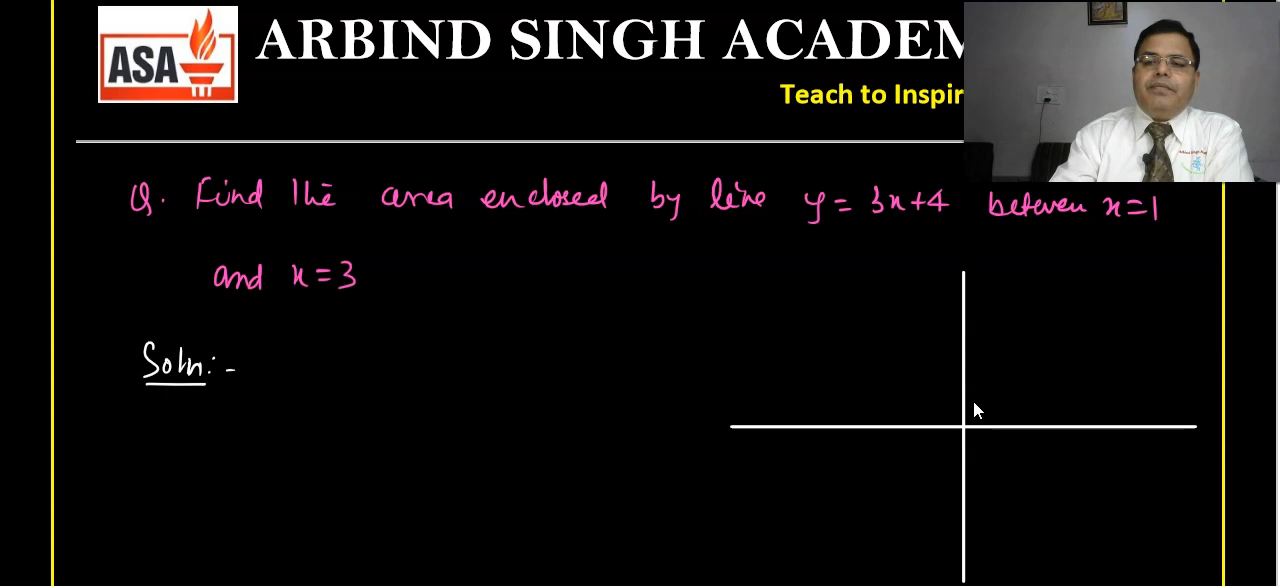 ASA
ARBIND SINGH ACADEM
Teach to Inspir
Q. Find the area enclosed by line y = 3x+4 between x=1
and x=3
Soln:-